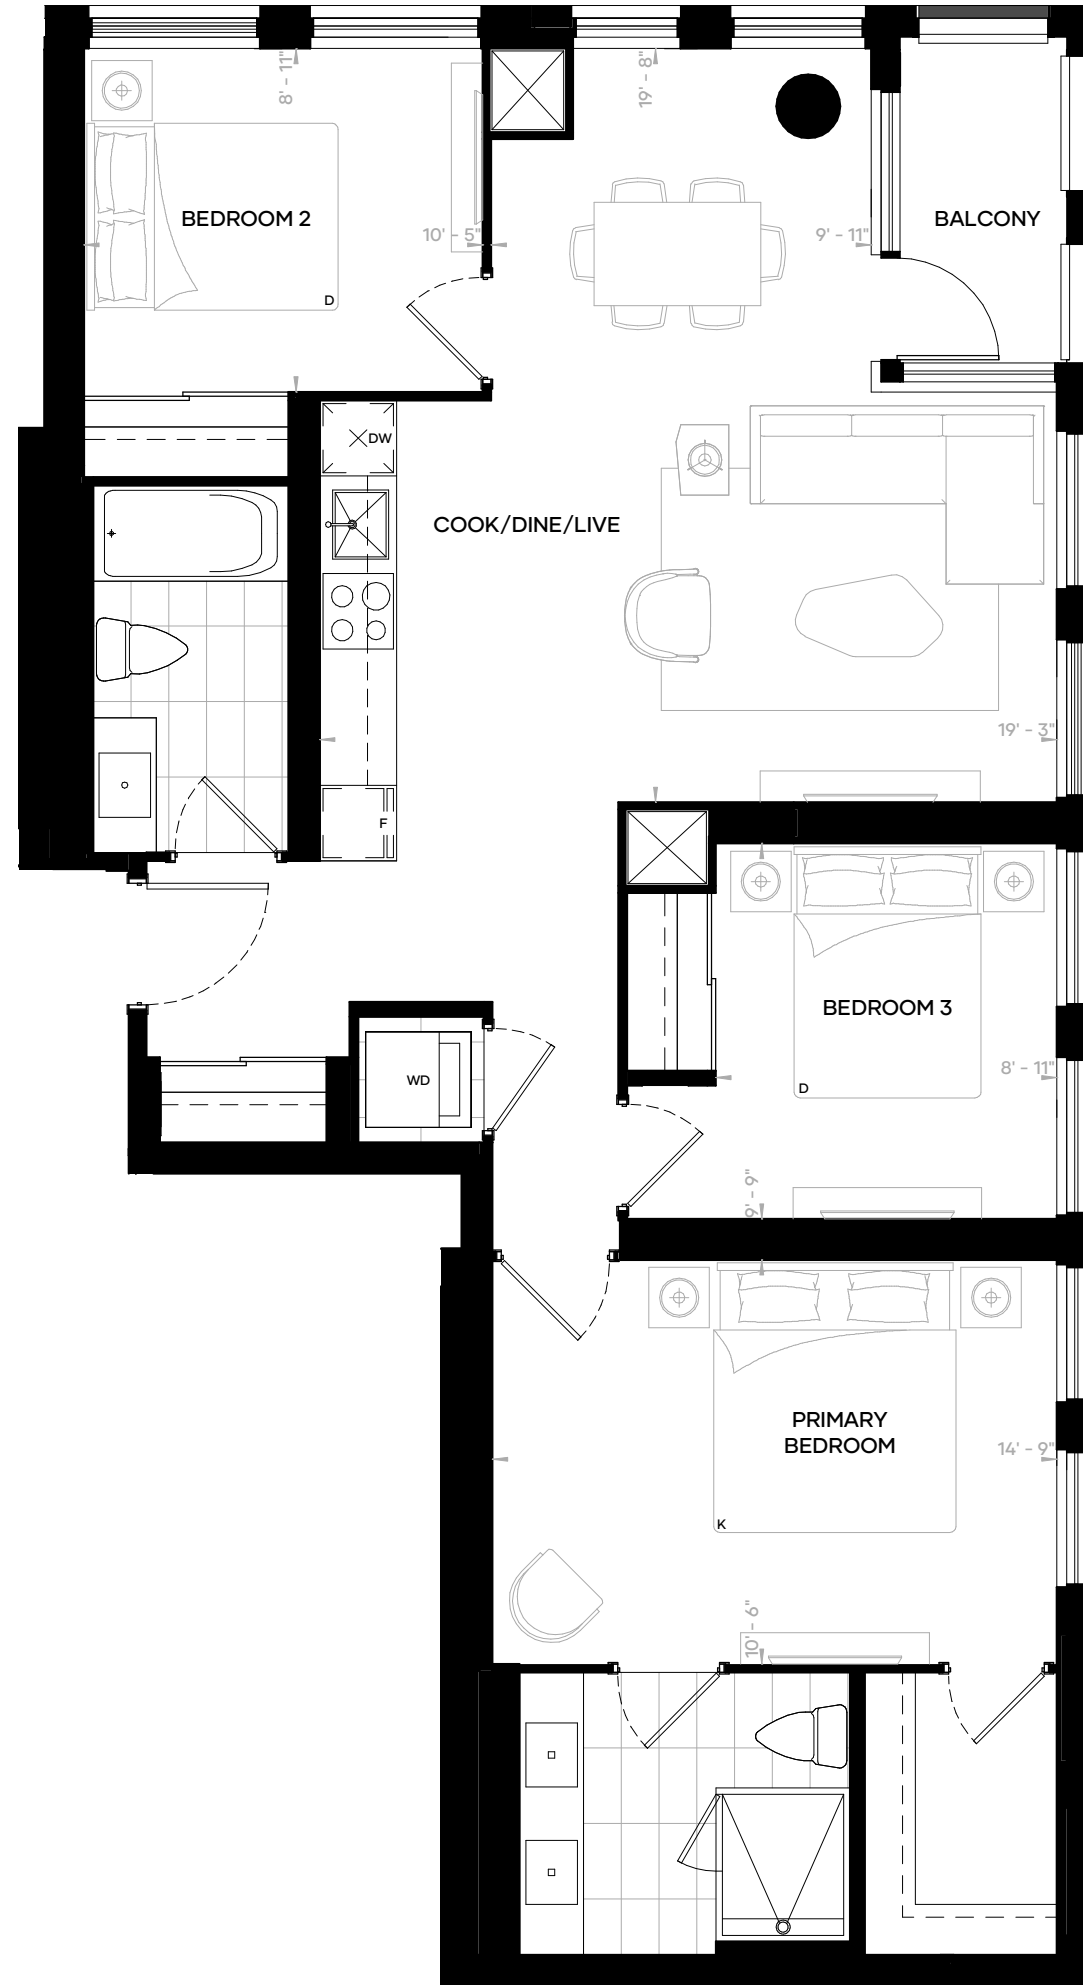 8' - 11"
19' - 8"
BEDROOM 2
BALCONY
10' - 5"
9' - 11"
D
DW
COOK/DINE/LIVE
19' - 3"
F
BEDROOM 3
WD
8' - 11"
D
9' - 9"
PRIMARY
BEDROOM
14' - 9"
K
10' - 6"